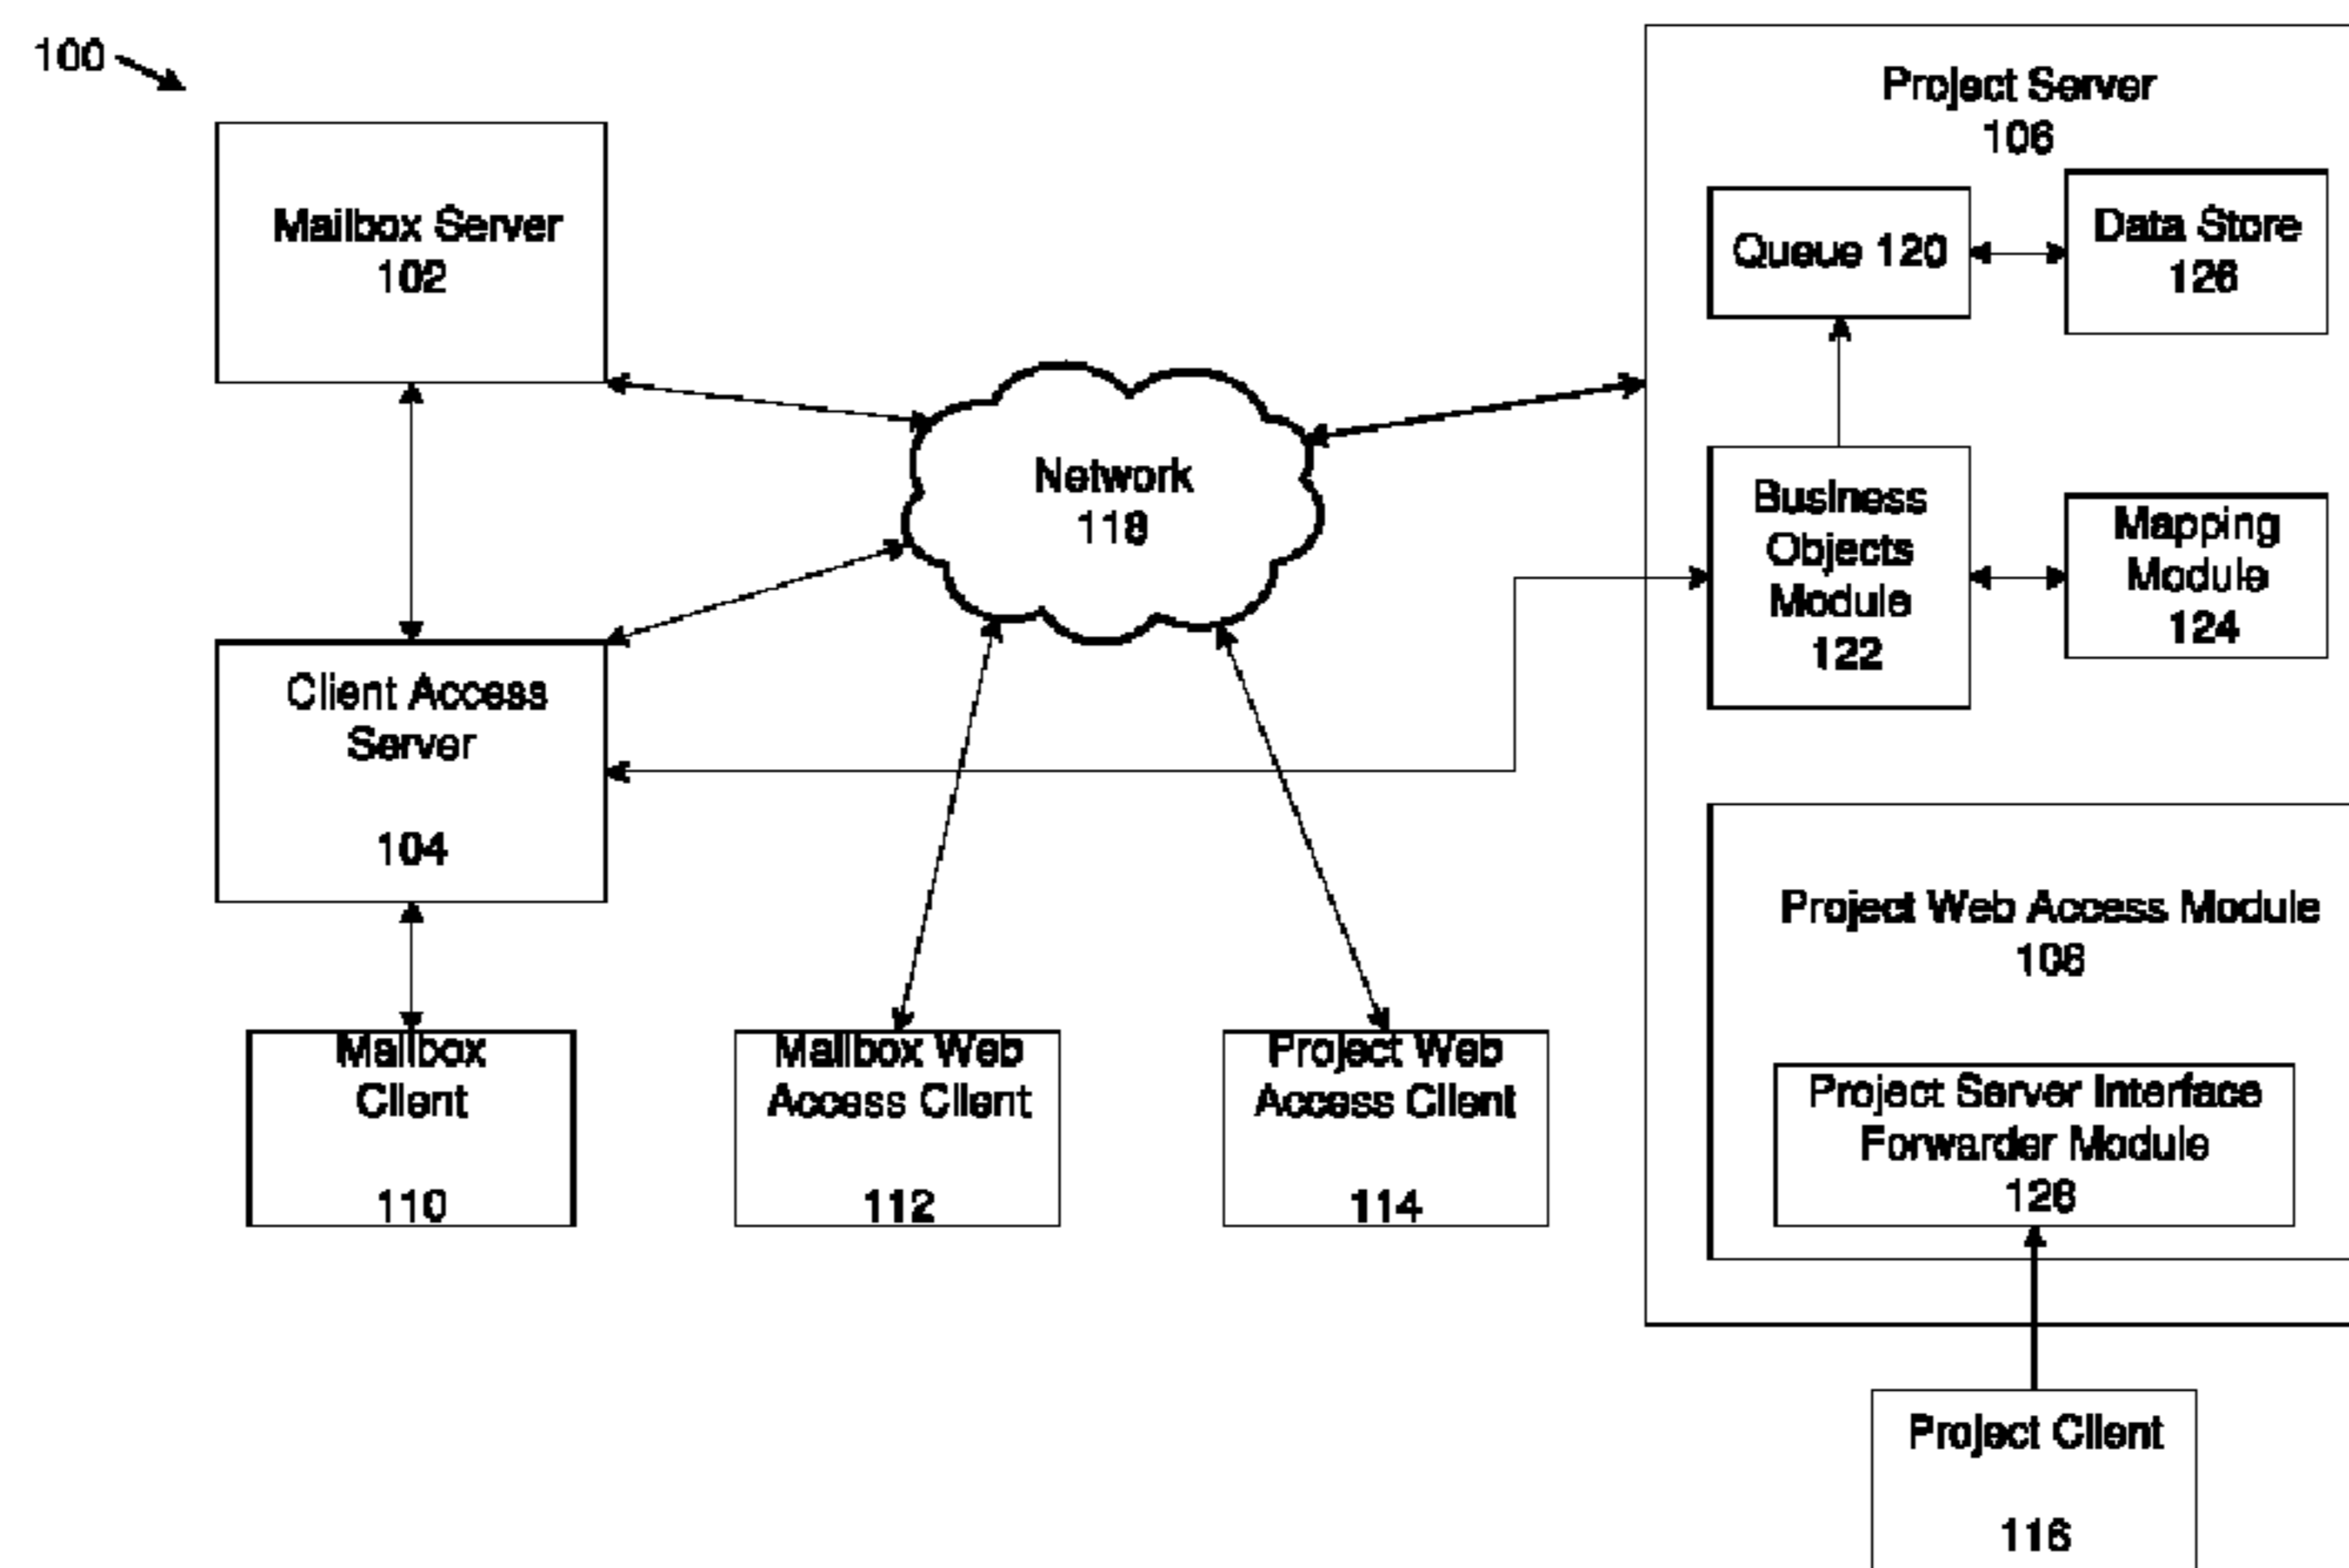 100
Mailbox Server
102
Client Access
Server
104
Mailbox
Client
110
Mailbox Web
Access Client
112
Project Web
Access Client
114
Network
118
Project Server
106
Queue 120
Data Store
126
Business
Objects
Module
122
Mapping
Module
124
Project Web Access Module
108
Project Server Interface
Forwarder Module
128
Project Client
116